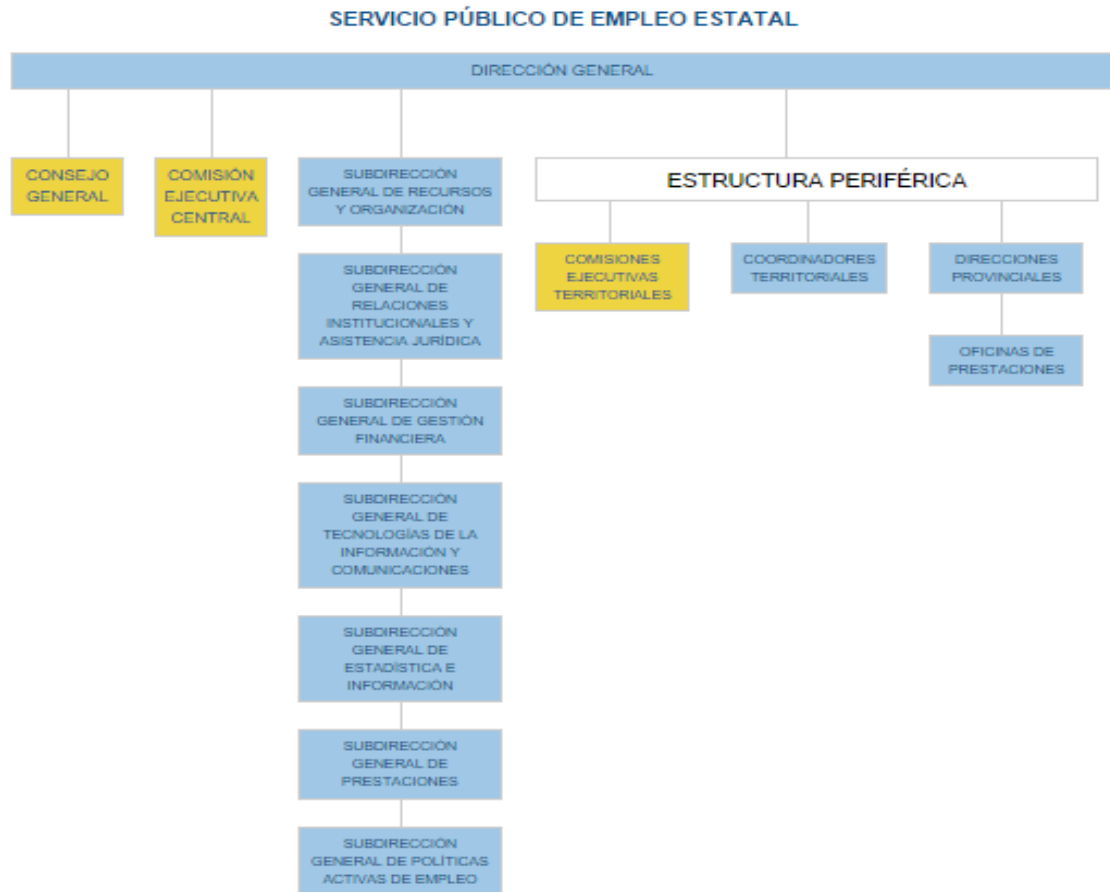 SERVICIO PÚBLICO DE EMPLEO ESTATAL
DIRECCIÓN GENERAL
CONSEJO
GENERAL
COMISIÓN
EJECUTIVA
CENTRAL
SUBDIRECCIÓN
GENERAL DE RECURSOS
Y ORGANIZACIÓN
SUBDIRECCIÓN
GENERAL DE
RELACIONES
INSTITUCIONALES Y
ASISTENCIA JURÍDICA
SUBDIRECCIÓN
GENERAL DE GESTIÓN
FINANCIERA
SUBDIRECCIÓN
GENERAL DE
TECNOLOGÍAS DE LA
INFORMACIÓN Y
COMUNICACIONES
SUBDIRECCIÓN
GENERAL DE
ESTADÍSTICA E
INFORMACIÓN
SUBDIRECCIÓN
GENERAL DE
PRESTACIONES
SUBDIRECCIÓN
GENERAL DE POLÍTICAS
ACTIVAS DE EMPLEO
ESTRUCTURA PERIFÉRICA
COMISIONES
EJECUTIVAS
TERRITORIALES
COORDINADORES
TERRITORIALES
DIRECCIONES
PROVINCIALES
OFICINAS DE
PRESTACIONES